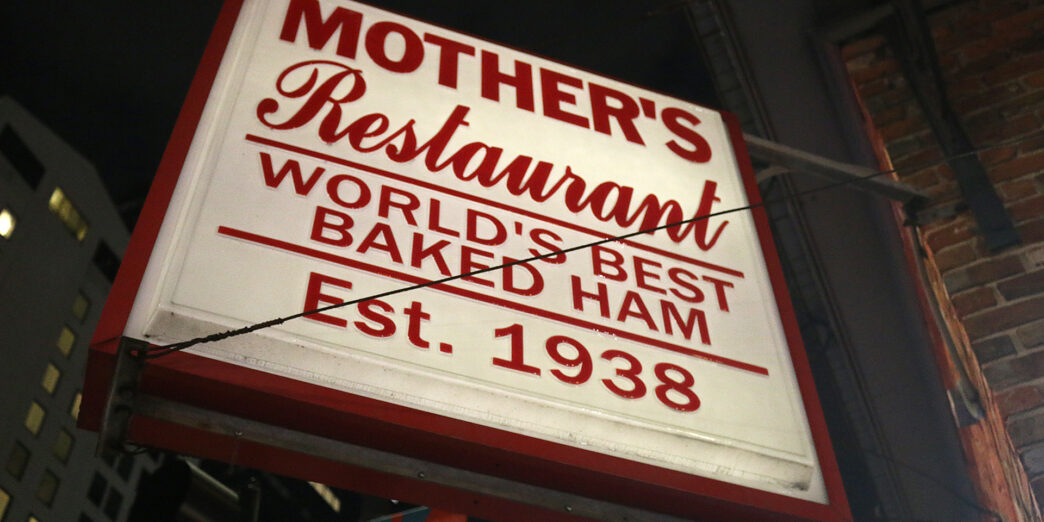 MOTHER'S
Restaurant
WORLD'S BEST
BAKED HAM
Est. 1938